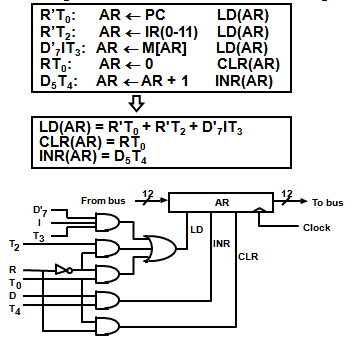 R'T0: AR ← PC LD(AR)
R'T2: AR ← IR(0-11) LD(AR)
D'7IT3: AR ← M[AR] LD(AR)
RT0: AR ← 0 CLR(AR)
D5T4: AR ← AR + 1 INR(AR)
LD(AR) = R'T0 + R'T2 + D'7IT3
CLR(AR) = RT0
INR(AR) = D5T4
From bus 12 AR 12 To bus
D'7
I
T3
LD
Clock
T2
INR
CLR
R
T0
D
T4